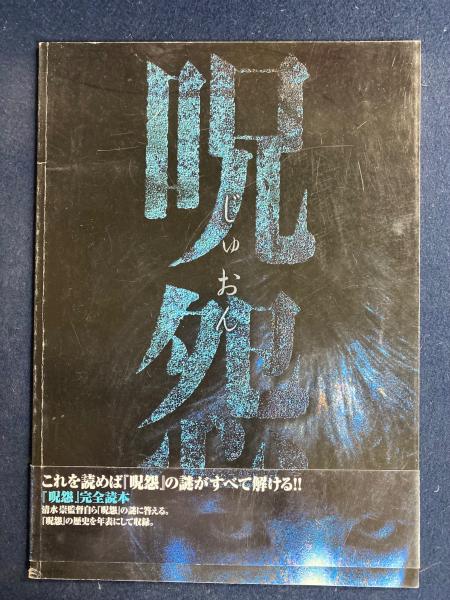 呪怨
じゅおん
これを読めば『呪怨』の謎がすべて解ける!!
『呪怨』完全読本
清水崇監督自ら『呪怨』の謎に答える。
『呪怨』の歴史を年表にして収録。